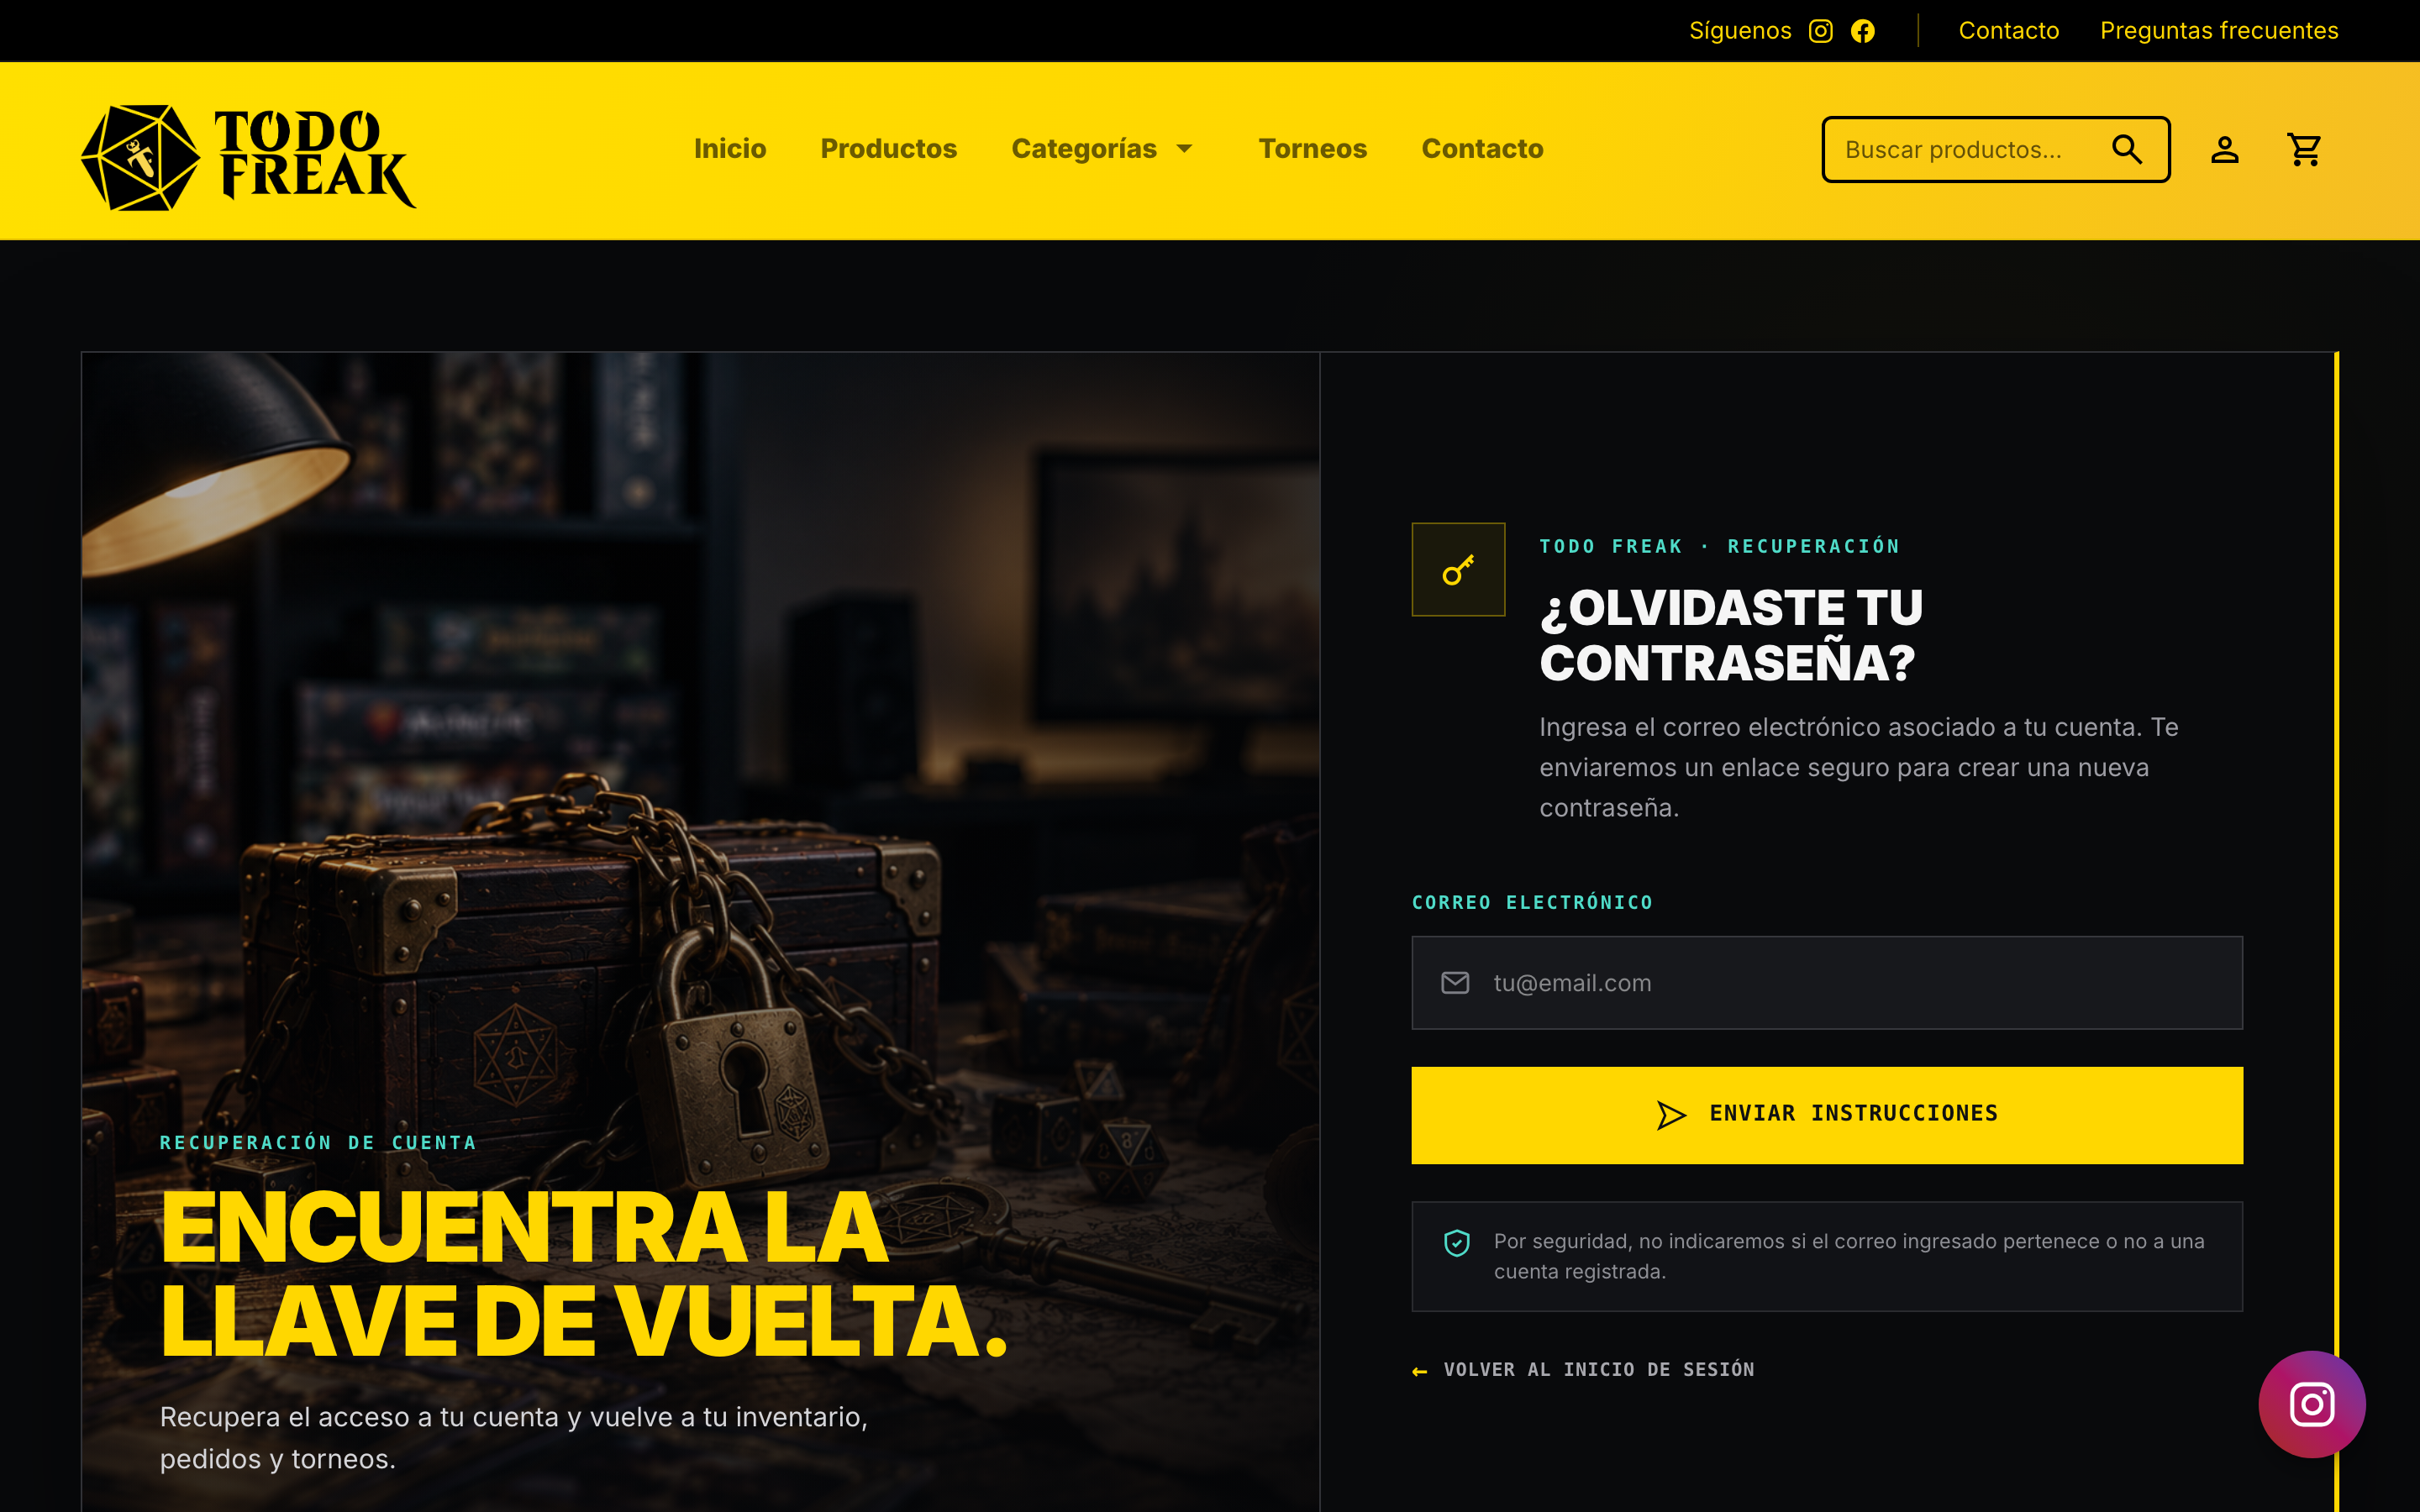 Síguenos
Contacto
Preguntas frecuentes
TODO
FREAK
Inicio
Productos
Categorías
Torneos
Contacto
Buscar productos...
RECUPERACIÓN DE CUENTA
ENCUENTRA LA
LLAVE DE VUELTA.
Recupera el acceso a tu cuenta y vuelve a tu inventario,
pedidos y torneos.
TODO FREAK · RECUPERACIÓN
¿OLVIDASTE TU
CONTRASEÑA?
Ingresa el correo electrónico asociado a tu cuenta. Te
enviaremos un enlace seguro para crear una nueva
contraseña.
CORREO ELECTRÓNICO
tu@email.com
ENVIAR INSTRUCCIONES
Por seguridad, no indicaremos si el correo ingresado pertenece o no a una
cuenta registrada.
← VOLVER AL INICIO DE SESIÓN